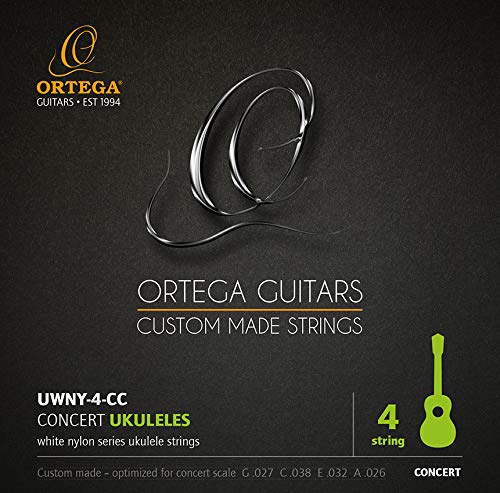 ORTEGA®
GUITARS • EST 1994
ORTEGA GUITARS
CUSTOM MADE STRINGS
UWNY-4-CC
CONCERT UKULELES
white nylon series ukulele strings
4
string
Custom made – optimized for concert scale G .027 C .038 E .032 A .026
CONCERT